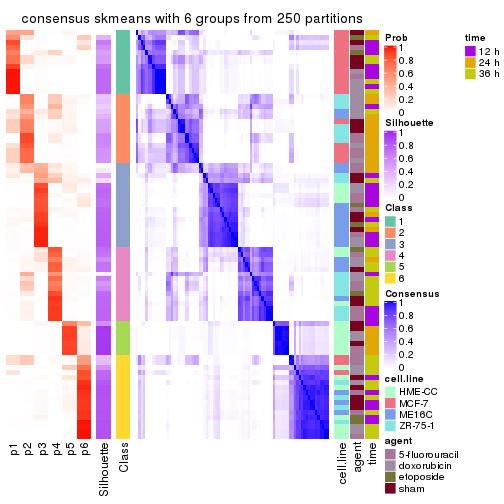 consensus skmeans with 6 groups from 250 partitions
Prob
1
0.8
0.6
0.4
0.2
0
Silhouette
1
0.8
0.6
0.4
0.2
0
Class
1
2
3
4
5
6
Consensus
1
0.8
0.6
0.4
0.2
0
cell.line
HME-CC
MCF-7
ME16C
ZR-75-1
agent
5-fluorouracil
doxorubicin
etoposide
sham
time
12 h
24 h
36 h
p1
p2
p3
p4
p5
p6
Silhouette
Class
cell.line
agent
time